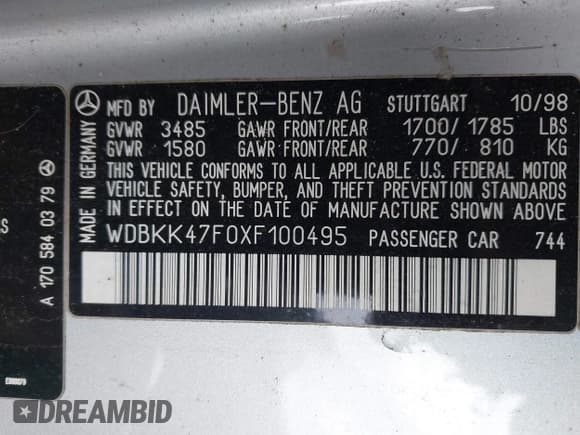 MFD BY DAIMLER-BENZ AG STUTTGART 10/98
GVWR 3485 GAWR FRONT/REAR 1700/ 1785 LBS
GVWR 1580 GAWR FRONT/REAR 770/ 810 KG
THIS VEHICLE CONFORMS TO ALL APPLICABLE U.S. FEDERAL MOTOR
VEHICLE SAFETY, BUMPER, AND THEFT PREVENTION STANDARDS
IN EFFECT ON THE DATE OF MANUFACTURE SHOWN ABOVE
WDBKK47F0XF100495 PASSENGER CAR 744
MADE IN GERMANY
A 170 584 03 79
LS
DREAMBID